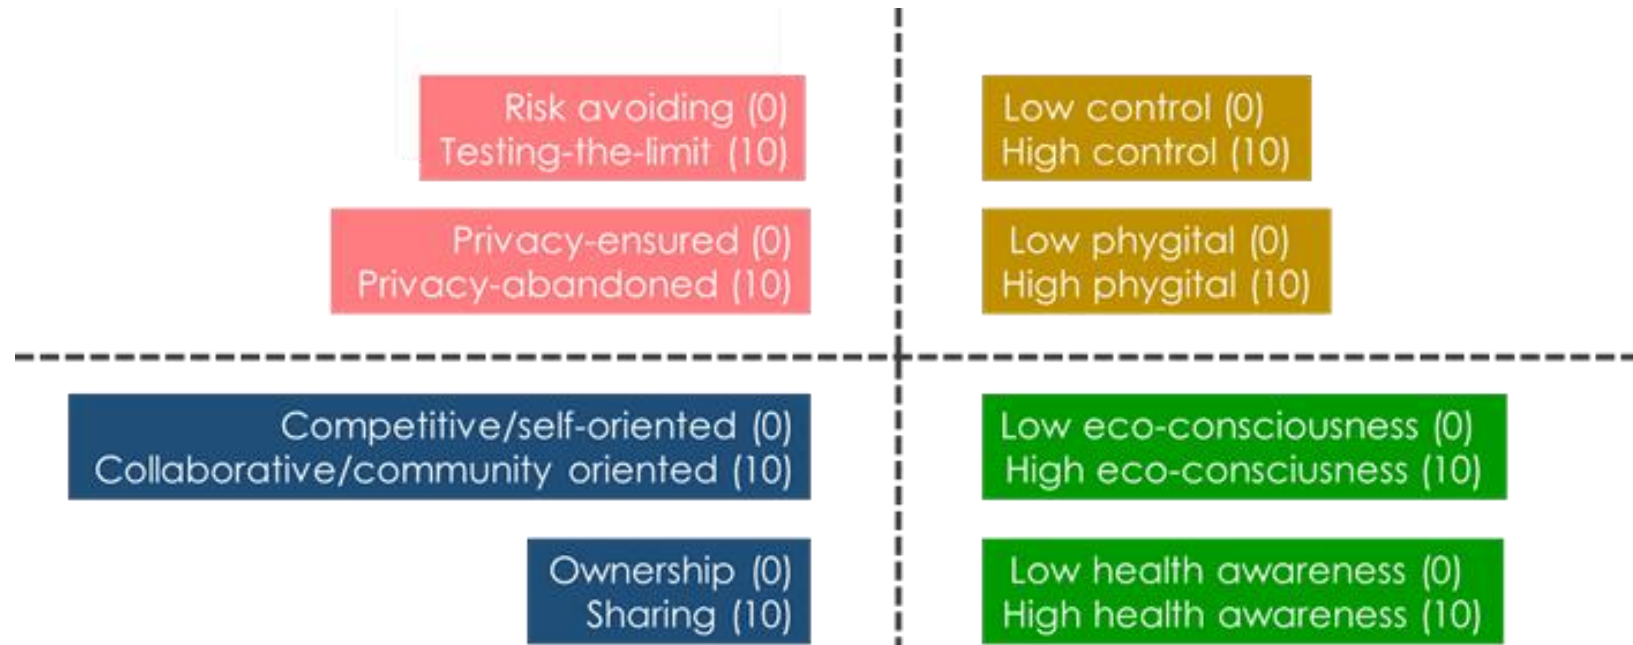 Risk avoiding (0)
Testing-the-limit (10)
Low control (0)
High control (10)
Privacy-ensured (0)
Privacy-abandoned (10)
Low phygital (0)
High phygital (10)
Competitive/self-oriented (0)
Collaborative/community oriented (10)
Low eco-consciousness (0)
High eco-consciusness (10)
Ownership (0)
Sharing (10)
Low health awareness (0)
High health awareness (10)